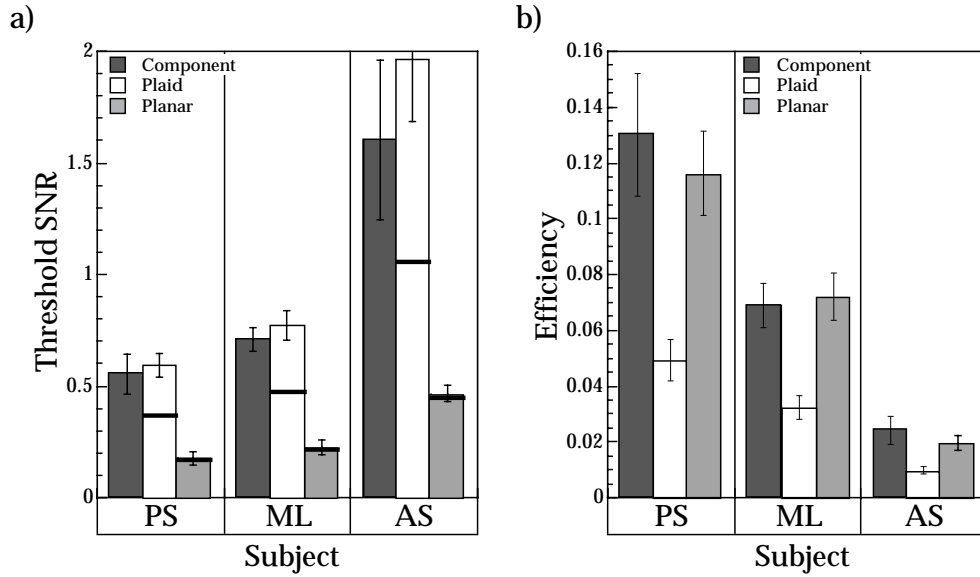 a)
2
1.5
1
0.5
0
Threshold SNR
Component
Plaid
Planar
PS ML AS
Subject
b)
0.16
0.14
0.12
0.1
0.08
0.06
0.04
0.02
0
Efficiency
Component
Plaid
Planar
PS ML AS
Subject